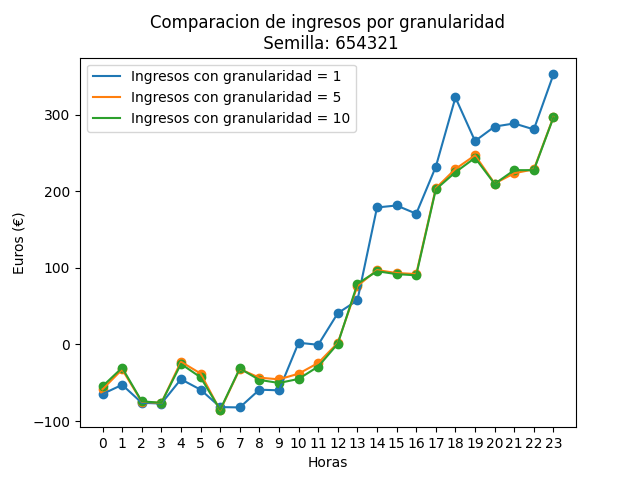 Comparacion de ingresos por granularidad
Semilla: 654321
Ingresos con granularidad = 1
Ingresos con granularidad = 5
Ingresos con granularidad = 10
Euros (€)
300
200
100
0
−100
0 1 2 3 4 5 6 7 8 9 10 11 12 13 14 15 16 17 18 19 20 21 22 23
Horas